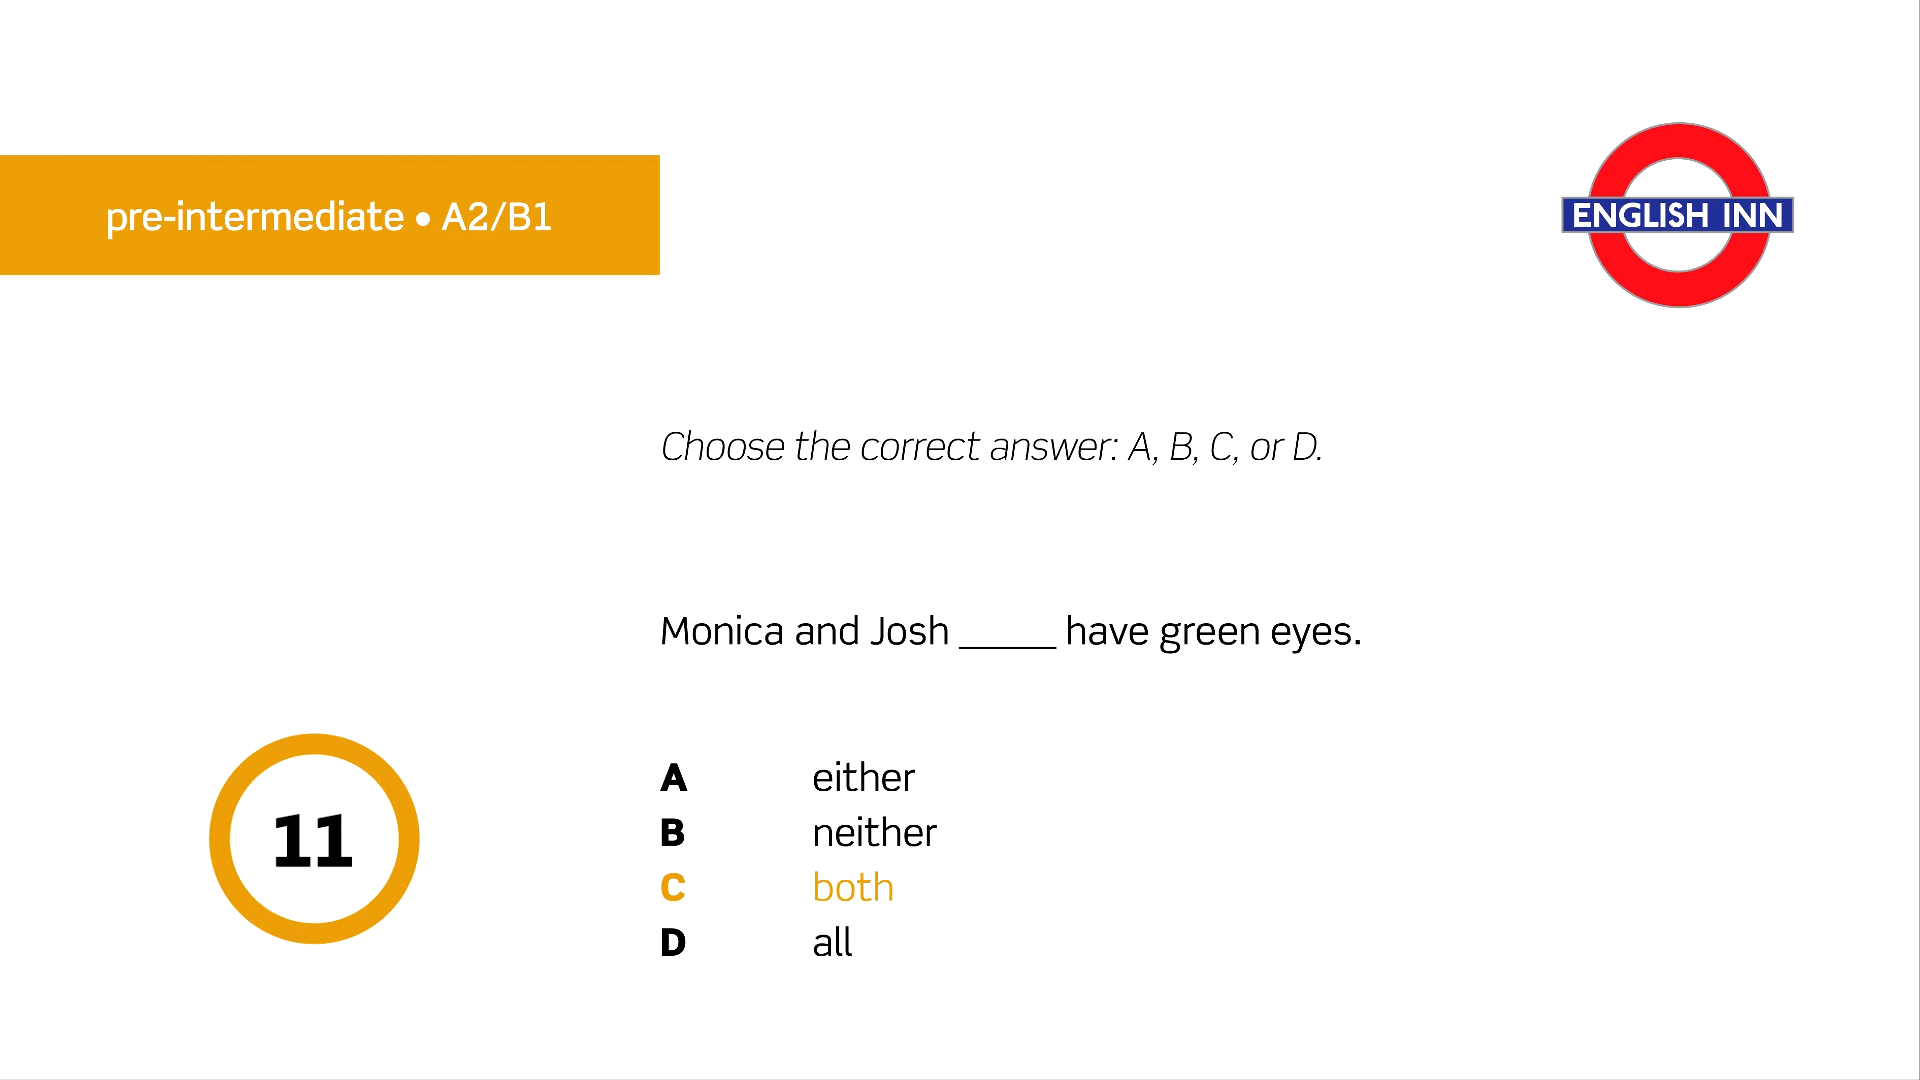 pre-intermediate • A2/B1
ENGLISH INN
Choose the correct answer: A, B, C, or D.
Monica and Josh _____ have green eyes.
11
A either
B neither
C both
D all